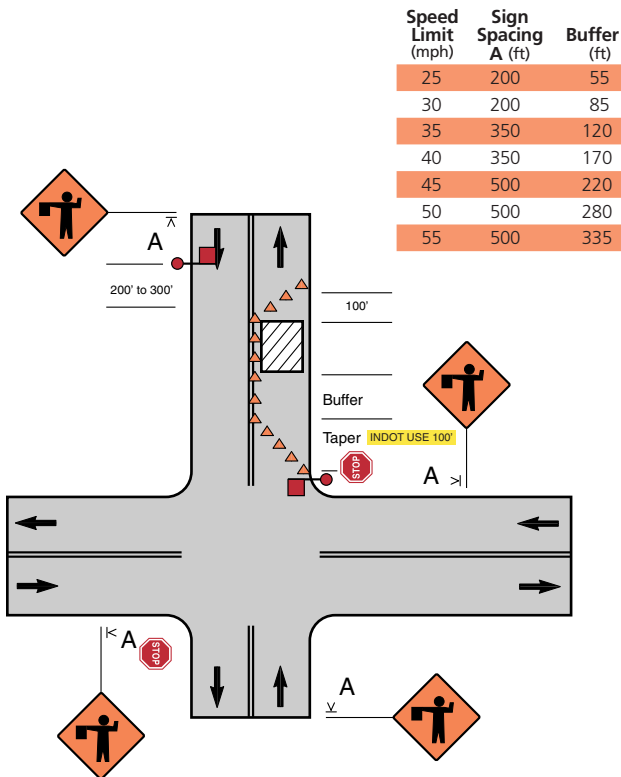 Speed Limit (mph) Sign Spacing A (ft) Buffer (ft)
25 200 55
30 200 85
35 350 120
40 350 170
45 500 220
50 500 280
55 500 335
A
200' to 300'
100'
Buffer
Taper INDOT USE 100'
STOP
A
A
STOP
A